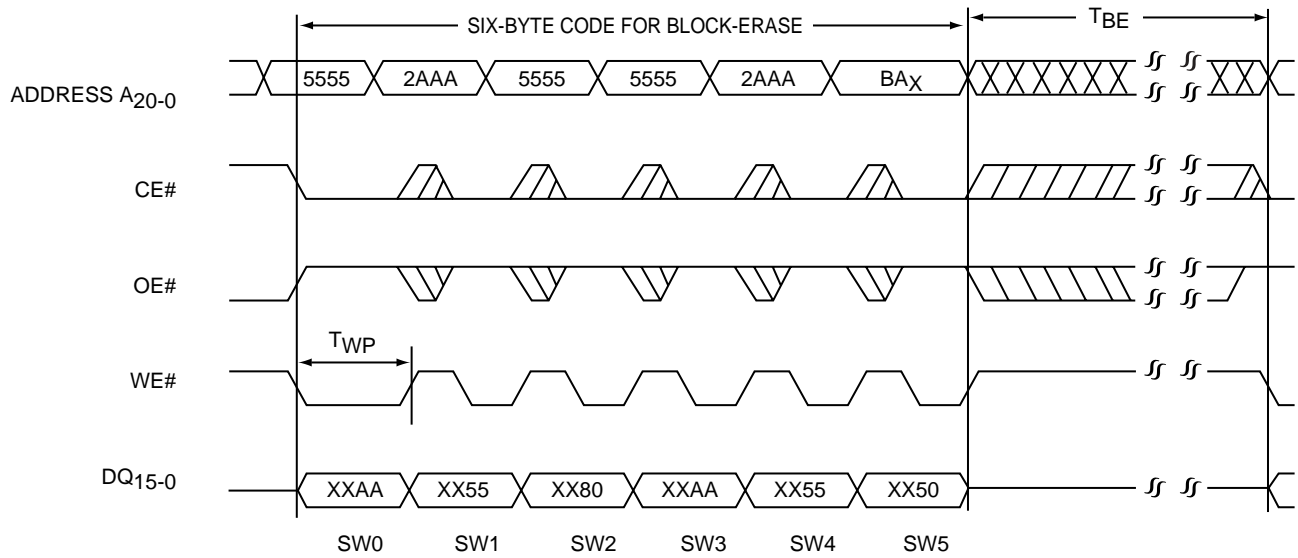 SIX-BYTE CODE FOR BLOCK-ERASE
TBE
ADDRESS A20-0
5555 2AAA 5555 5555 2AAA BAX
CE#
OE#
TWP
WE#
DQ15-0
XXAA XX55 XX80 XXAA XX55 XX50
SW0 SW1 SW2 SW3 SW4 SW5